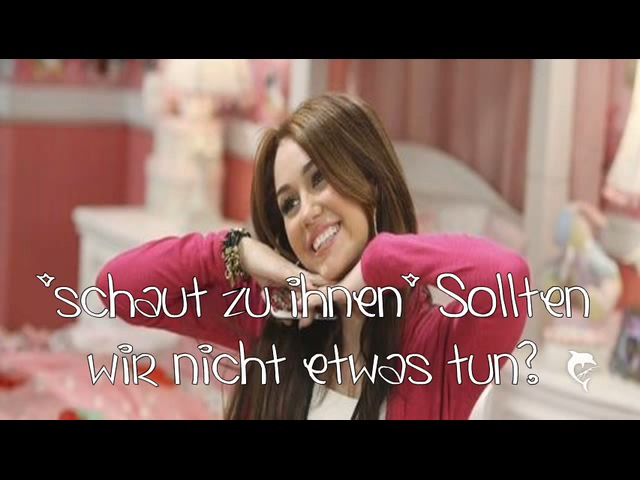 *schaut zu ihnen* Sollten
wir nicht etwas tun?